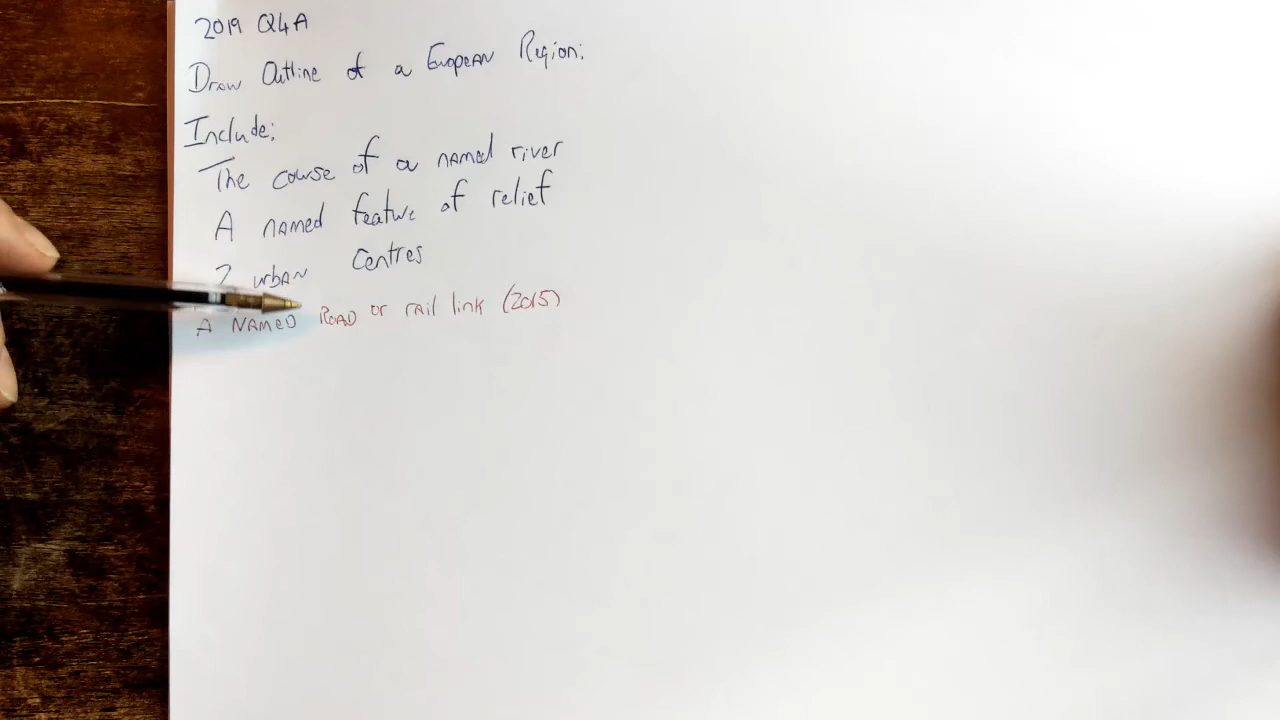 2019 Q4A
Draw Outline of a European Region:
Include:
The course of a named river
A named feature of relief
2 urban centres
A NAMED ROAD or rail link (2015)